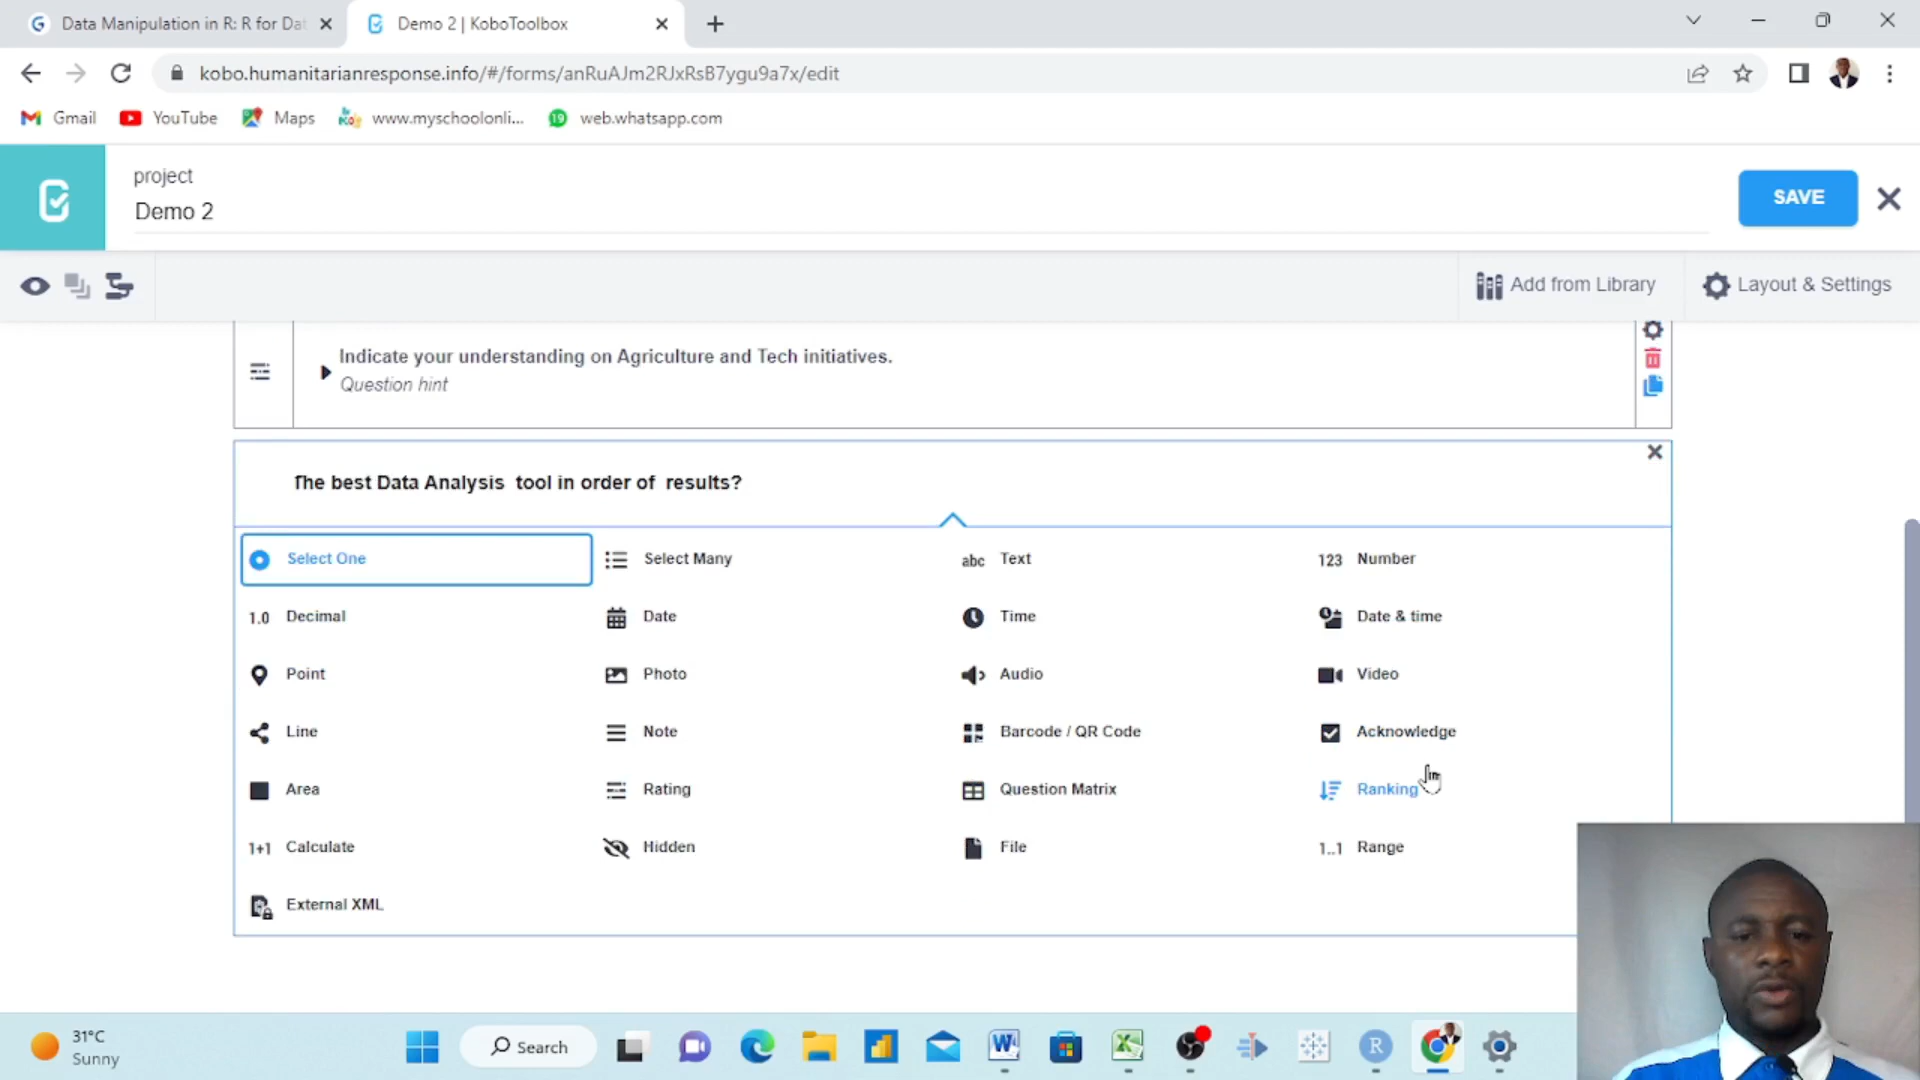 Data Manipulation in R: R for Dat
Demo 2 | KoboToolbox
kobo.humanitarianresponse.info/#/forms/anRuAJm2RJxRsB7ygu9a7x/edit
Gmail
YouTube
Maps
www.myschoolonli...
19
web.whatsapp.com
project
Demo 2
SAVE
Add from Library
Layout & Settings
Indicate your understanding on Agriculture and Tech initiatives.
Question hint
The best Data Analysis tool in order of results?
Select One
Select Many
abc Text
123 Number
1.0 Decimal
Date
Time
Date & time
Point
Photo
Audio
Video
Line
Note
Barcode / QR Code
Acknowledge
Area
Rating
Question Matrix
Ranking
1+1 Calculate
Hidden
File
1..1 Range
External XML
31°C
Sunny
Search